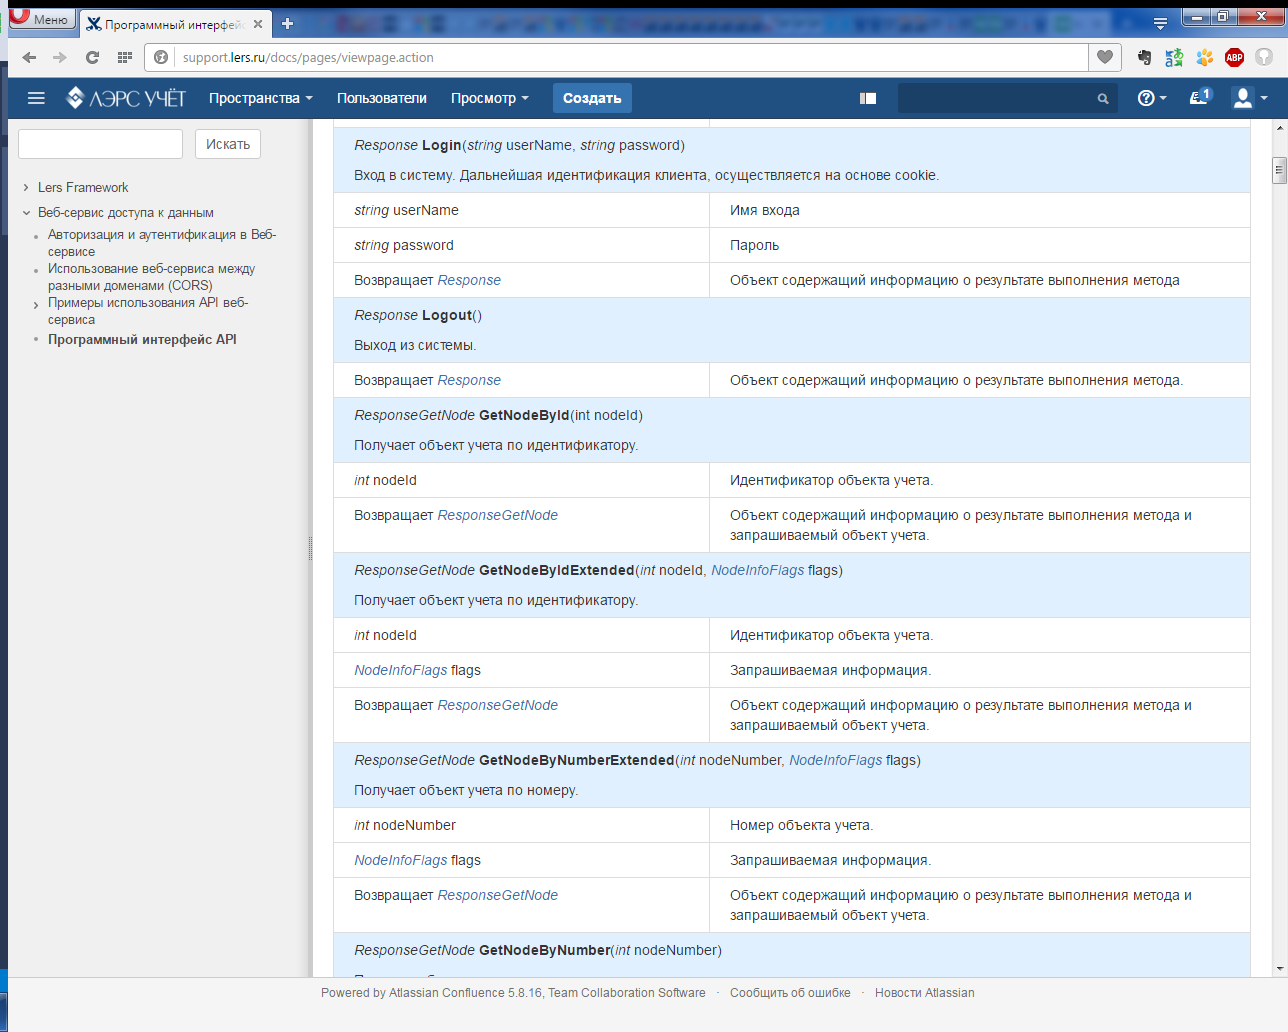 Меню
Программный интерфейс
support.lers.ru/docs/pages/viewpage.action
ABP
ЛЭРС УЧЁТ
Пространства
Пользователи
Просмотр
Создать
1
Искать
Lers Framework
Веб-сервис доступа к данным
Авторизация и аутентификация в Веб-
сервисе
Использование веб-сервиса между
разными доменами (CORS)
Примеры использования API веб-
сервиса
Программный интерфейс API
Response Login(string userName, string password)
Вход в систему. Дальнейшая идентификация клиента, осуществляется на основе cookie.
string userName
Имя входа
string password
Пароль
Возвращает Response
Объект содержащий информацию о результате выполнения метода
Response Logout()
Выход из системы.
Возвращает Response
Объект содержащий информацию о результате выполнения метода.
ResponseGetNode GetNodeById(int nodeId)
Получает объект учета по идентификатору.
int nodeId
Идентификатор объекта учета.
Возвращает ResponseGetNode
Объект содержащий информацию о результате выполнения метода и
запрашиваемый объект учета.
ResponseGetNode GetNodeByIdExtended(int nodeId, NodeInfoFlags flags)
Получает объект учета по идентификатору.
int nodeId
Идентификатор объекта учета.
NodeInfoFlags flags
Запрашиваемая информация.
Возвращает ResponseGetNode
Объект содержащий информацию о результате выполнения метода и
запрашиваемый объект учета.
ResponseGetNode GetNodeByNumberExtended(int nodeNumber, NodeInfoFlags flags)
Получает объект учета по номеру.
int nodeNumber
Номер объекта учета.
NodeInfoFlags flags
Запрашиваемая информация.
Возвращает ResponseGetNode
Объект содержащий информацию о результате выполнения метода и
запрашиваемый объект учета.
ResponseGetNode GetNodeByNumber(int nodeNumber)
Powered by Atlassian Confluence 5.8.16, Team Collaboration Software · Сообщить об ошибке · Новости Atlassian